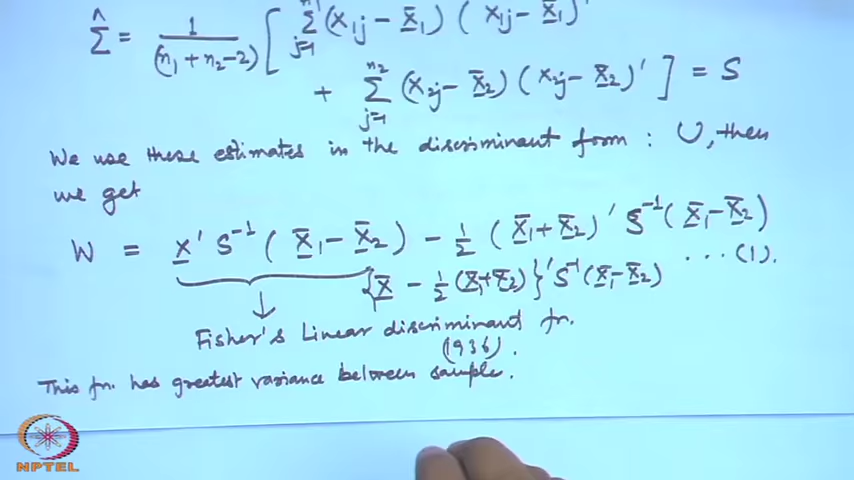 Σ̂ = 1/(n₁+n₂-2) [ Σ_{j=1}^{n₁} (x₁ⱼ - x̄₁) (x₁ⱼ - x̄₁)'
+ Σ_{j=1}^{n₂} (x₂ⱼ - x̄₂) (x₂ⱼ - x̄₂)' ] = S
We use these estimates in the discriminant form : U, then
we get
W = x' S⁻¹ (x̄₁ - x̄₂) - ½ (x̄₁+x̄₂)' S⁻¹ (x̄₁ - x̄₂)
{x - ½ (x̄₁+x̄₂)}' S⁻¹ (x̄₁ - x̄₂) ... (1).
Fisher's Linear discriminant fn.
(1936).
This fn. has greatest variance between sample.
NPTEL